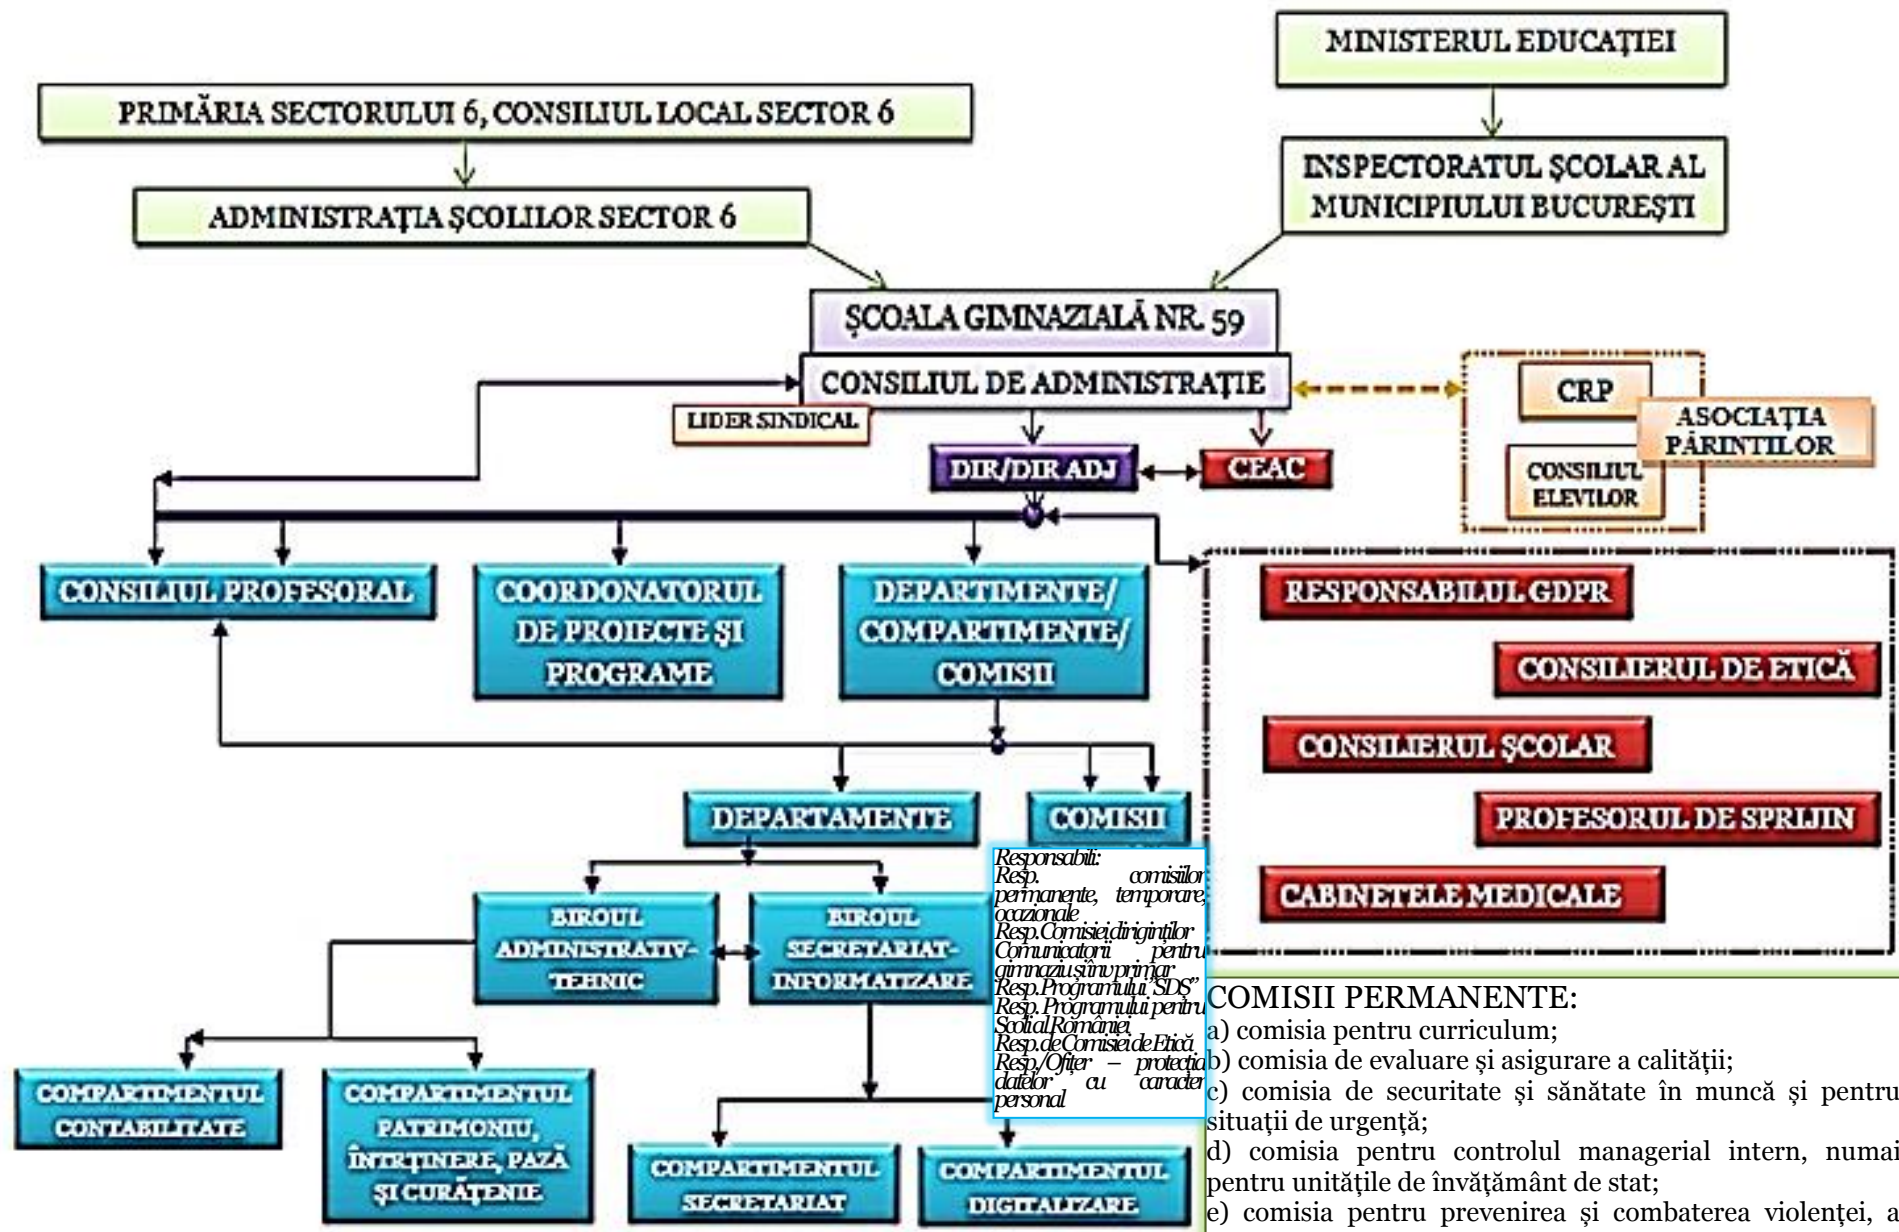 MINISTERUL EDUCAȚIEI
PRIMĂRIA SECTORULUI 6, CONSILIUL LOCAL SECTOR 6
INSPECTORATUL ȘCOLAR AL
MUNICIPIULUI BUCUREȘTI
ADMINISTRAȚIA ȘCOLILOR SECTOR 6
ȘCOALA GIMNAZIALĂ NR. 59
CONSILIUL DE ADMINISTRAȚIE
LIDER SINDICAL
CRP
ASOCIAȚIA
PĂRINTILOR
CONSILIUL
ELEVILOR
DIR/DIR ADJ
CEAC
CONSILIUL PROFESORAL
COORDONATORUL
DE PROIECTE ȘI
PROGRAME
DEPARTIMENTE/
COMPARTIMENTE/
COMISII
RESPONSABILUL GDPR
CONSILIERUL DE ETICĂ
CONSILIERUL ȘCOLAR
PROFESORUL DE SPRIJIN
CABINETELE MEDICALE
DEPARTAMENTE
COMISII
Responsabili:
Resp. comisiilor
permanente, temporare,
ocazionale
Resp. Comisiei diriginților
Comunicatorii pentru
gimnaziu și înv primar
Resp. Programului "SDȘ"
Resp. Programului pentru
Scoli al României
Resp. de Comisiei de Etică
Resp./Ofițer – protecția
datelor cu caracter
personal
BIROUL
ADMINISTRATIV-
TEHNIC
BIROUL
SECRETARIAT-
INFORMATIZARE
COMPARTIMENTUL
CONTABILITATE
COMPARTIMENTUL
PATRIMONIU,
ÎNTRȚINERE, PAZĂ
ȘI CURĂȚENIE
COMPARTIMENTUL
SECRETARIAT
COMPARTIMENTUL
DIGITALIZARE
COMISII PERMANENTE:
a) comisia pentru curriculum;
b) comisia de evaluare și asigurare a calității;
c) comisia de securitate și sănătate în muncă și pentru
situații de urgență;
d) comisia pentru controlul managerial intern, numai
pentru unitățile de învățământ de stat;
e) comisia pentru prevenirea și combaterea violenței, a